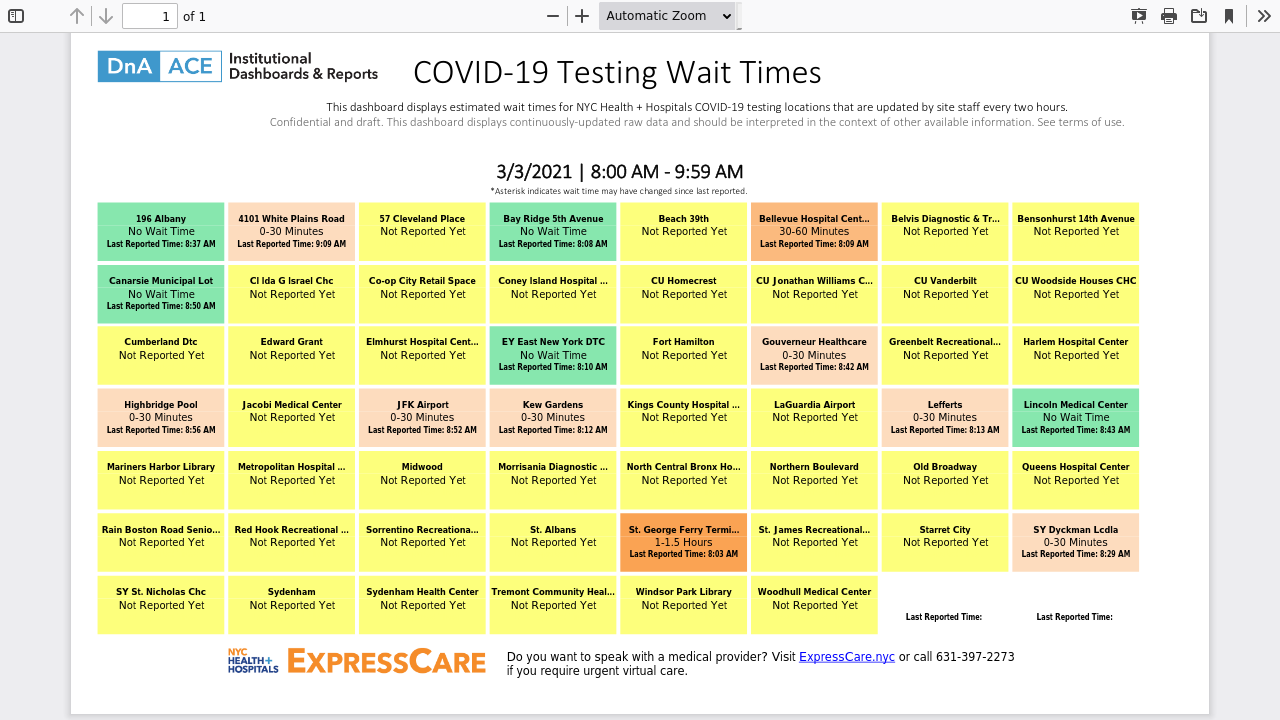 1 of 1 Automatic Zoom
DnA ACE Institutional
Dashboards & Reports
COVID-19 Testing Wait Times
This dashboard displays estimated wait times for NYC Health + Hospitals COVID-19 testing locations that are updated by site staff every two hours.
Confidential and draft. This dashboard displays continuously-updated raw data and should be interpreted in the context of other available information. See terms of use.
3/3/2021 | 8:00 AM - 9:59 AM
*Asterisk indicates wait time may have changed since last reported.
196 Albany
No Wait Time
Last Reported Time: 8:37 AM
4101 White Plains Road
0-30 Minutes
Last Reported Time: 9:09 AM
57 Cleveland Place
Not Reported Yet
Bay Ridge 5th Avenue
No Wait Time
Last Reported Time: 8:08 AM
Beach 39th
Not Reported Yet
Bellevue Hospital Cent...
30-60 Minutes
Last Reported Time: 8:09 AM
Belvis Diagnostic & Tr...
Not Reported Yet
Bensonhurst 14th Avenue
Not Reported Yet
Canarsie Municipal Lot
No Wait Time
Last Reported Time: 8:50 AM
CI Ida G Israel Chc
Not Reported Yet
Co-op City Retail Space
Not Reported Yet
Coney Island Hospital ...
Not Reported Yet
CU Homecrest
Not Reported Yet
CU Jonathan Williams C...
Not Reported Yet
CU Vanderbilt
Not Reported Yet
CU Woodside Houses CHC
Not Reported Yet
Cumberland Dtc
Not Reported Yet
Edward Grant
Not Reported Yet
Elmhurst Hospital Cent...
Not Reported Yet
EY East New York DTC
No Wait Time
Last Reported Time: 8:10 AM
Fort Hamilton
Not Reported Yet
Gouverneur Healthcare
0-30 Minutes
Last Reported Time: 8:42 AM
Greenbelt Recreational...
Not Reported Yet
Harlem Hospital Center
Not Reported Yet
Highbridge Pool
0-30 Minutes
Last Reported Time: 8:56 AM
Jacobi Medical Center
Not Reported Yet
JFK Airport
0-30 Minutes
Last Reported Time: 8:52 AM
Kew Gardens
0-30 Minutes
Last Reported Time: 8:12 AM
Kings County Hospital ...
Not Reported Yet
LaGuardia Airport
Not Reported Yet
Lefferts
0-30 Minutes
Last Reported Time: 8:13 AM
Lincoln Medical Center
No Wait Time
Last Reported Time: 8:43 AM
Mariners Harbor Library
Not Reported Yet
Metropolitan Hospital ...
Not Reported Yet
Midwood
Not Reported Yet
Morrisania Diagnostic ...
Not Reported Yet
North Central Bronx Ho...
Not Reported Yet
Northern Boulevard
Not Reported Yet
Old Broadway
Not Reported Yet
Queens Hospital Center
Not Reported Yet
Rain Boston Road Senio...
Not Reported Yet
Red Hook Recreational ...
Not Reported Yet
Sorrentino Recreationa...
Not Reported Yet
St. Albans
Not Reported Yet
St. George Ferry Termi...
1-1.5 Hours
Last Reported Time: 8:03 AM
St. James Recreational...
Not Reported Yet
Starret City
Not Reported Yet
SY Dyckman Lcdla
0-30 Minutes
Last Reported Time: 8:29 AM
SY St. Nicholas Chc
Not Reported Yet
Sydenham
Not Reported Yet
Sydenham Health Center
Not Reported Yet
Tremont Community Heal...
Not Reported Yet
Windsor Park Library
Not Reported Yet
Woodhull Medical Center
Not Reported Yet
Last Reported Time:
Last Reported Time:
NYC
HEALTH+
HOSPITALS
EXPRESSCARE
Do you want to speak with a medical provider? Visit ExpressCare.nyc or call 631-397-2273
if you require urgent virtual care.